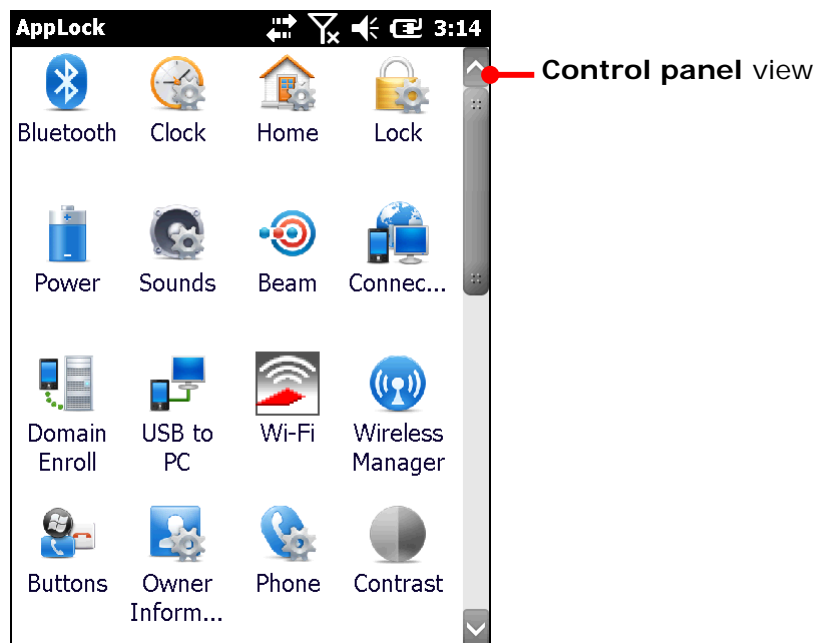 AppLock 3:14
Control panel view
Bluetooth Clock Home Lock
Power Sounds Beam Connec...
Domain Enroll USB to PC Wi-Fi Wireless Manager
Buttons Owner Inform... Phone Contrast